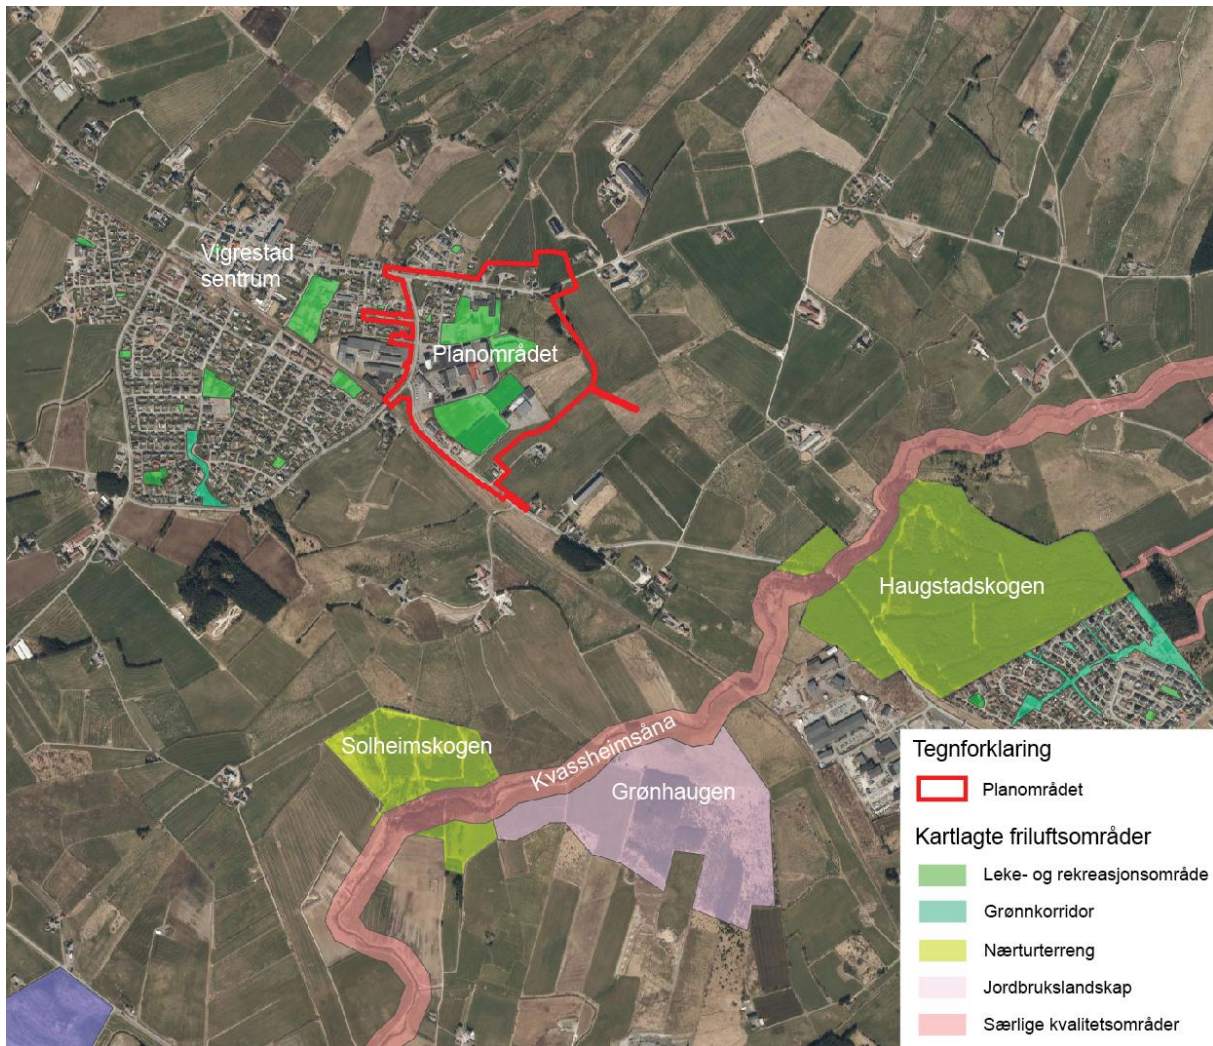 Vigrestad
sentrum
Planområdet
Haugstadskogen
Solheimskogen
Kvassheimsåna
Grønhaugen
Tegnforklaring
Planområdet
Kartlagte friluftsområder
Leke- og rekreasjonsområde
Grønnkorridor
Nærturterreng
Jordbrukslandskap
Særlige kvalitetsområder